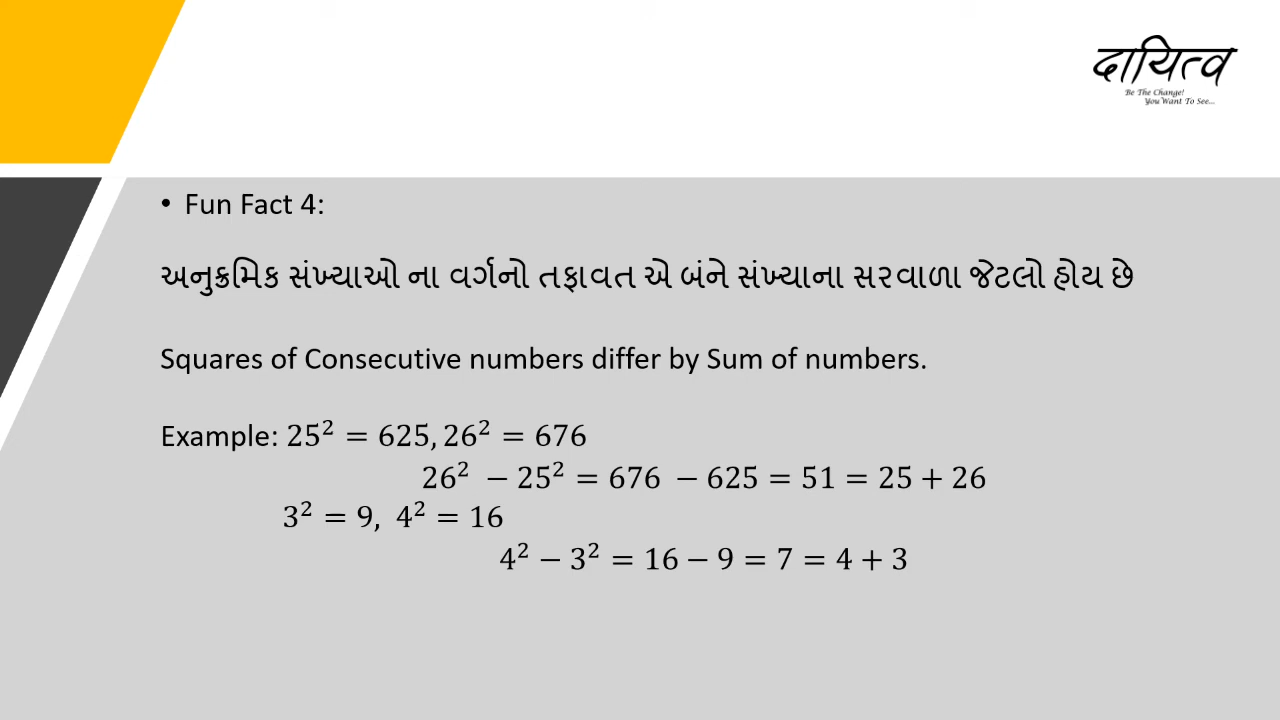 दायित्व
Be The Change!
You Want To See...
• Fun Fact 4:
અનુક્રમિક સંખ્યાઓ ના વર્ગનો તફાવત એ બંને સંખ્યાના સરવાળા જેટલો હોય છે
Squares of Consecutive numbers differ by Sum of numbers.
Example: 25² = 625, 26² = 676
26² − 25² = 676 − 625 = 51 = 25 + 26
3² = 9, 4² = 16
4² − 3² = 16 − 9 = 7 = 4 + 3